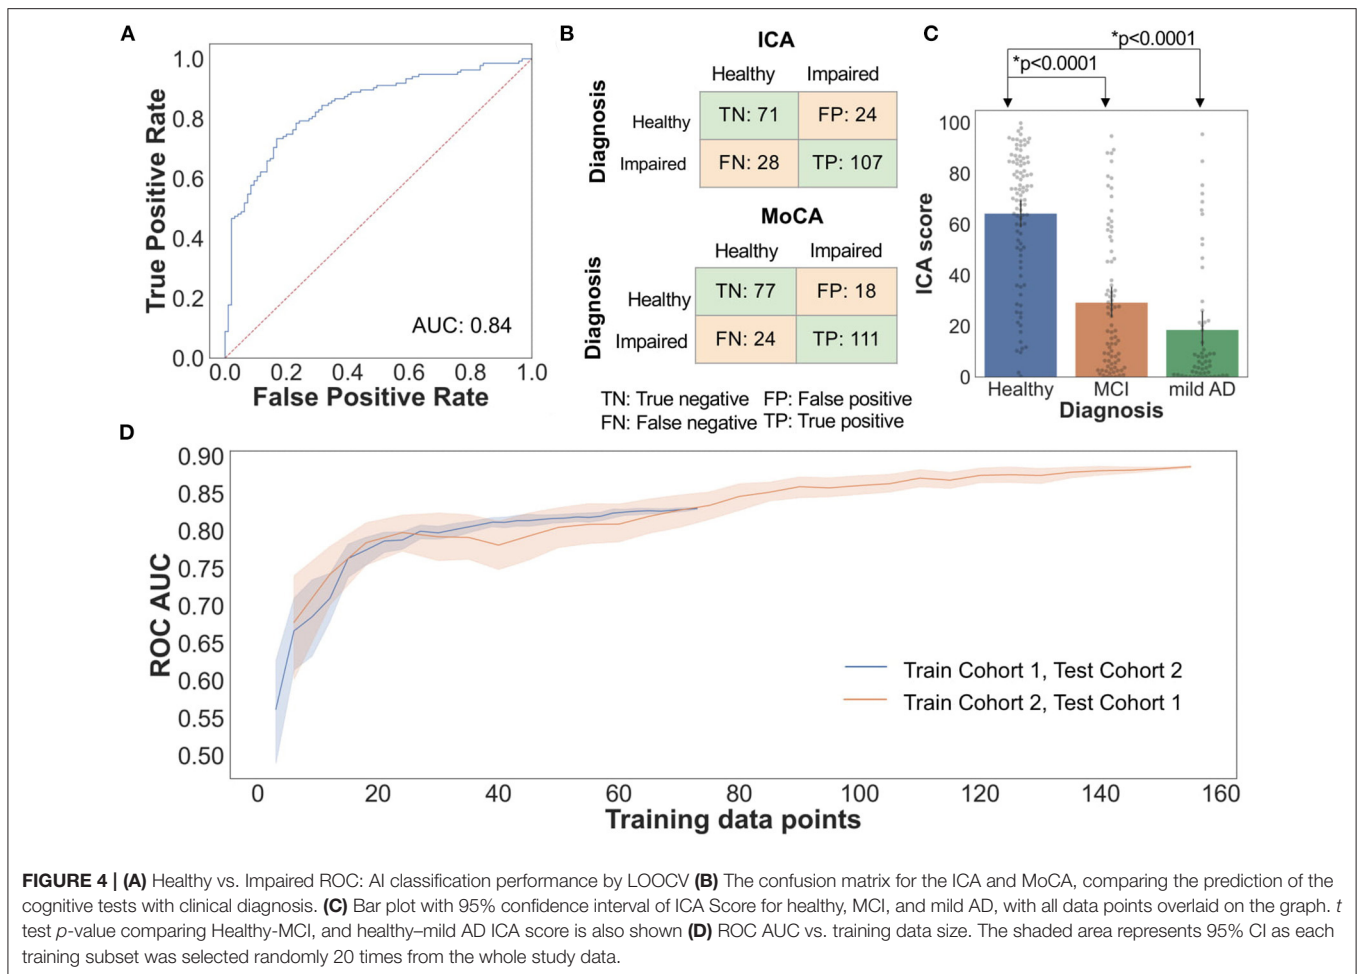 A
True Positive Rate
1.0
0.8
0.6
0.4
0.2
0.0
AUC: 0.84
0.0 0.2 0.4 0.6 0.8 1.0
False Positive Rate
B
ICA
Healthy Impaired
Diagnosis
Healthy TN: 71 FP: 24
Impaired FN: 28 TP: 107
MoCA
Healthy Impaired
Diagnosis
Healthy TN: 77 FP: 18
Impaired FN: 24 TP: 111
TN: True negative FP: False positive
FN: False negative TP: True positive
C
*p<0.0001
*p<0.0001
ICA score
100
80
60
40
20
0
Healthy MCI mild AD
Diagnosis
D
ROC AUC
0.90
0.85
0.80
0.75
0.70
0.65
0.60
0.55
0.50
Train Cohort 1, Test Cohort 2
Train Cohort 2, Test Cohort 1
0 20 40 60 80 100 120 140 160
Training data points
FIGURE 4 | (A) Healthy vs. Impaired ROC: AI classification performance by LOOCV (B) The confusion matrix for the ICA and MoCA, comparing the prediction of the
cognitive tests with clinical diagnosis. (C) Bar plot with 95% confidence interval of ICA Score for healthy, MCI, and mild AD, with all data points overlaid on the graph. t
test p-value comparing Healthy-MCI, and healthy–mild AD ICA score is also shown (D) ROC AUC vs. training data size. The shaded area represents 95% CI as each
training subset was selected randomly 20 times from the whole study data.